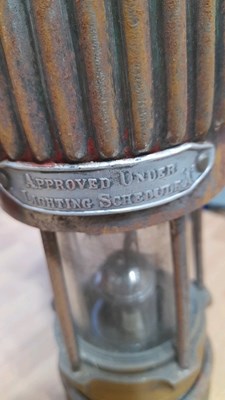 APPROVED UNDER
LIGHTING SCHEDULE A